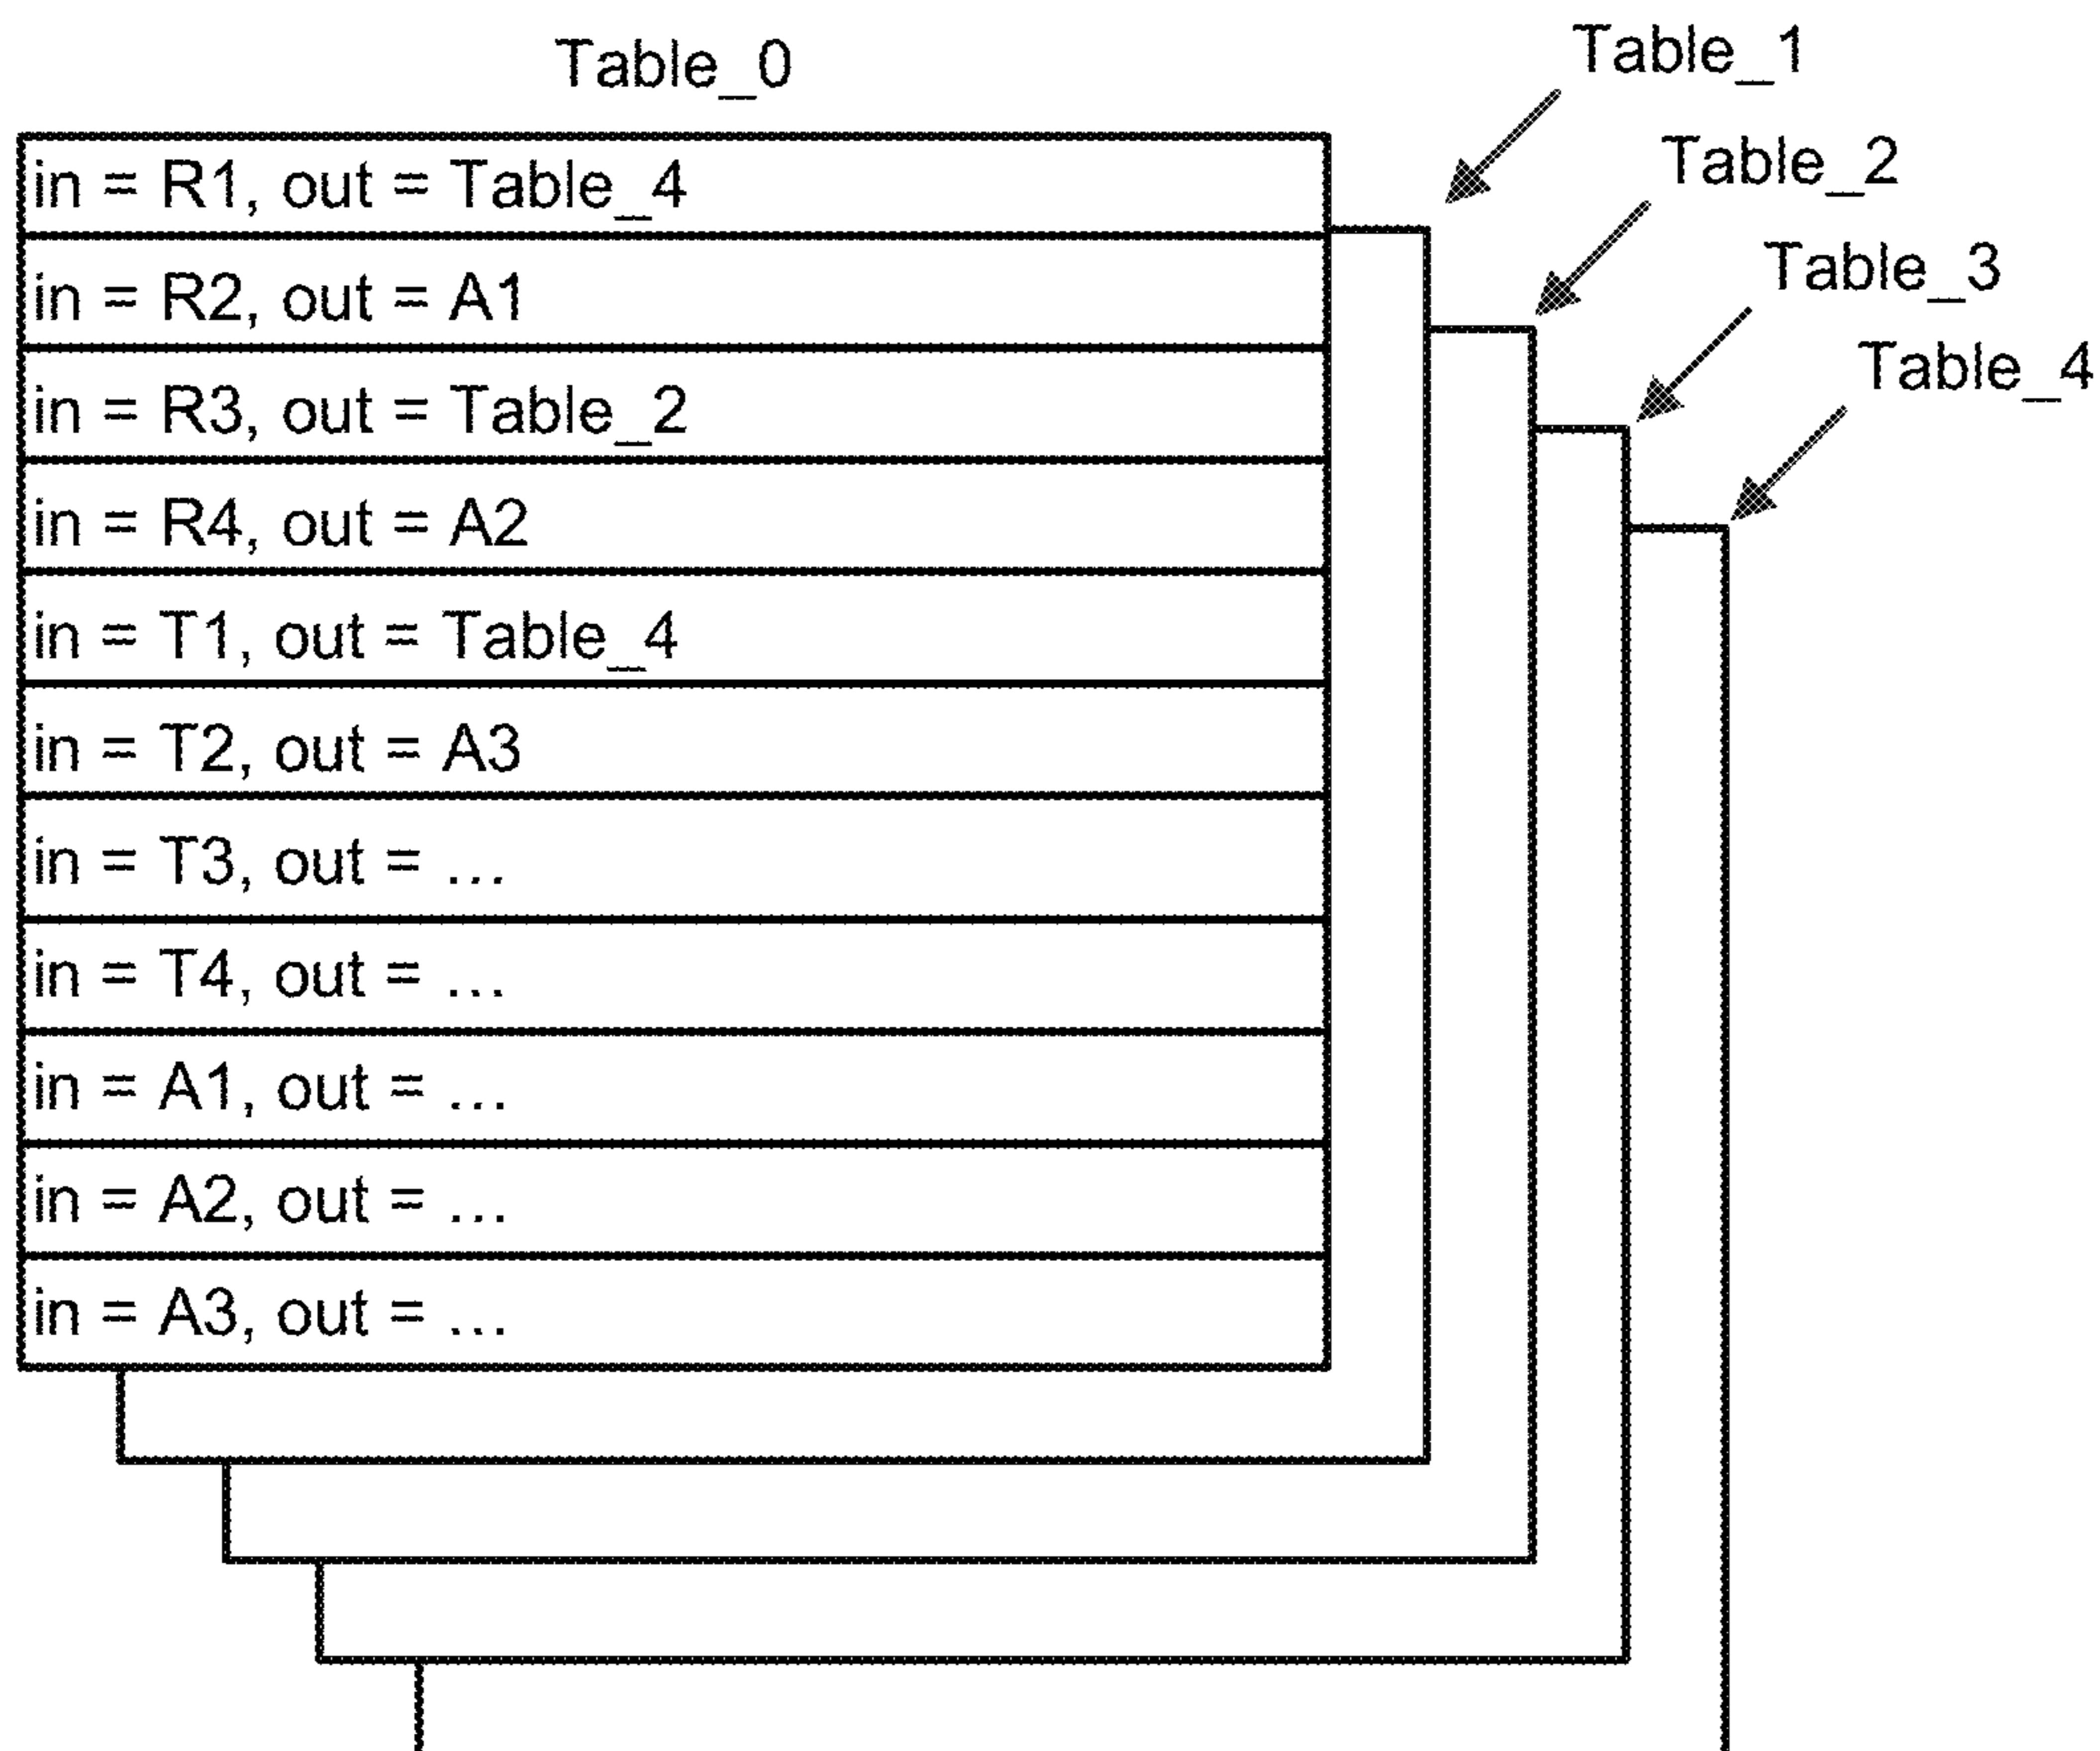 Table_0
Table_1
Table_2
Table_3
Table_4
in = R1, out = Table_4
in = R2, out = A1
in = R3, out = Table_2
in = R4, out = A2
in = T1, out = Table_4
in = T2, out = A3
in = T3, out = ...
in = T4, out = ...
in = A1, out = ...
in = A2, out = ...
in = A3, out = ...